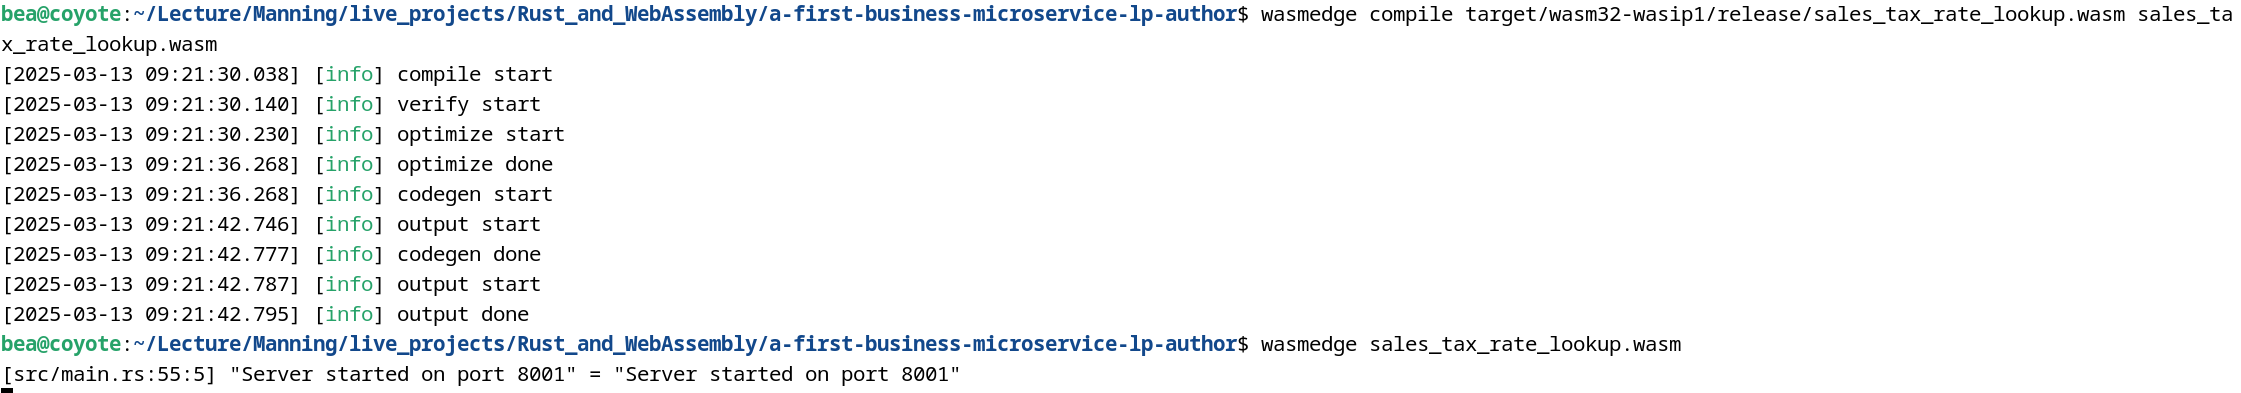 bea@coyote:~/Lecture/Manning/live_projects/Rust_and_WebAssembly/a-first-business-microservice-lp-author$ wasmedge compile target/wasm32-wasip1/release/sales_tax_rate_lookup.wasm sales_ta
x_rate_lookup.wasm
[2025-03-13 09:21:30.038] [info] compile start
[2025-03-13 09:21:30.140] [info] verify start
[2025-03-13 09:21:30.230] [info] optimize start
[2025-03-13 09:21:36.268] [info] optimize done
[2025-03-13 09:21:36.268] [info] codegen start
[2025-03-13 09:21:42.746] [info] output start
[2025-03-13 09:21:42.777] [info] codegen done
[2025-03-13 09:21:42.787] [info] output start
[2025-03-13 09:21:42.795] [info] output done
bea@coyote:~/Lecture/Manning/live_projects/Rust_and_WebAssembly/a-first-business-microservice-lp-author$ wasmedge sales_tax_rate_lookup.wasm
[src/main.rs:55:5] "Server started on port 8001" = "Server started on port 8001"